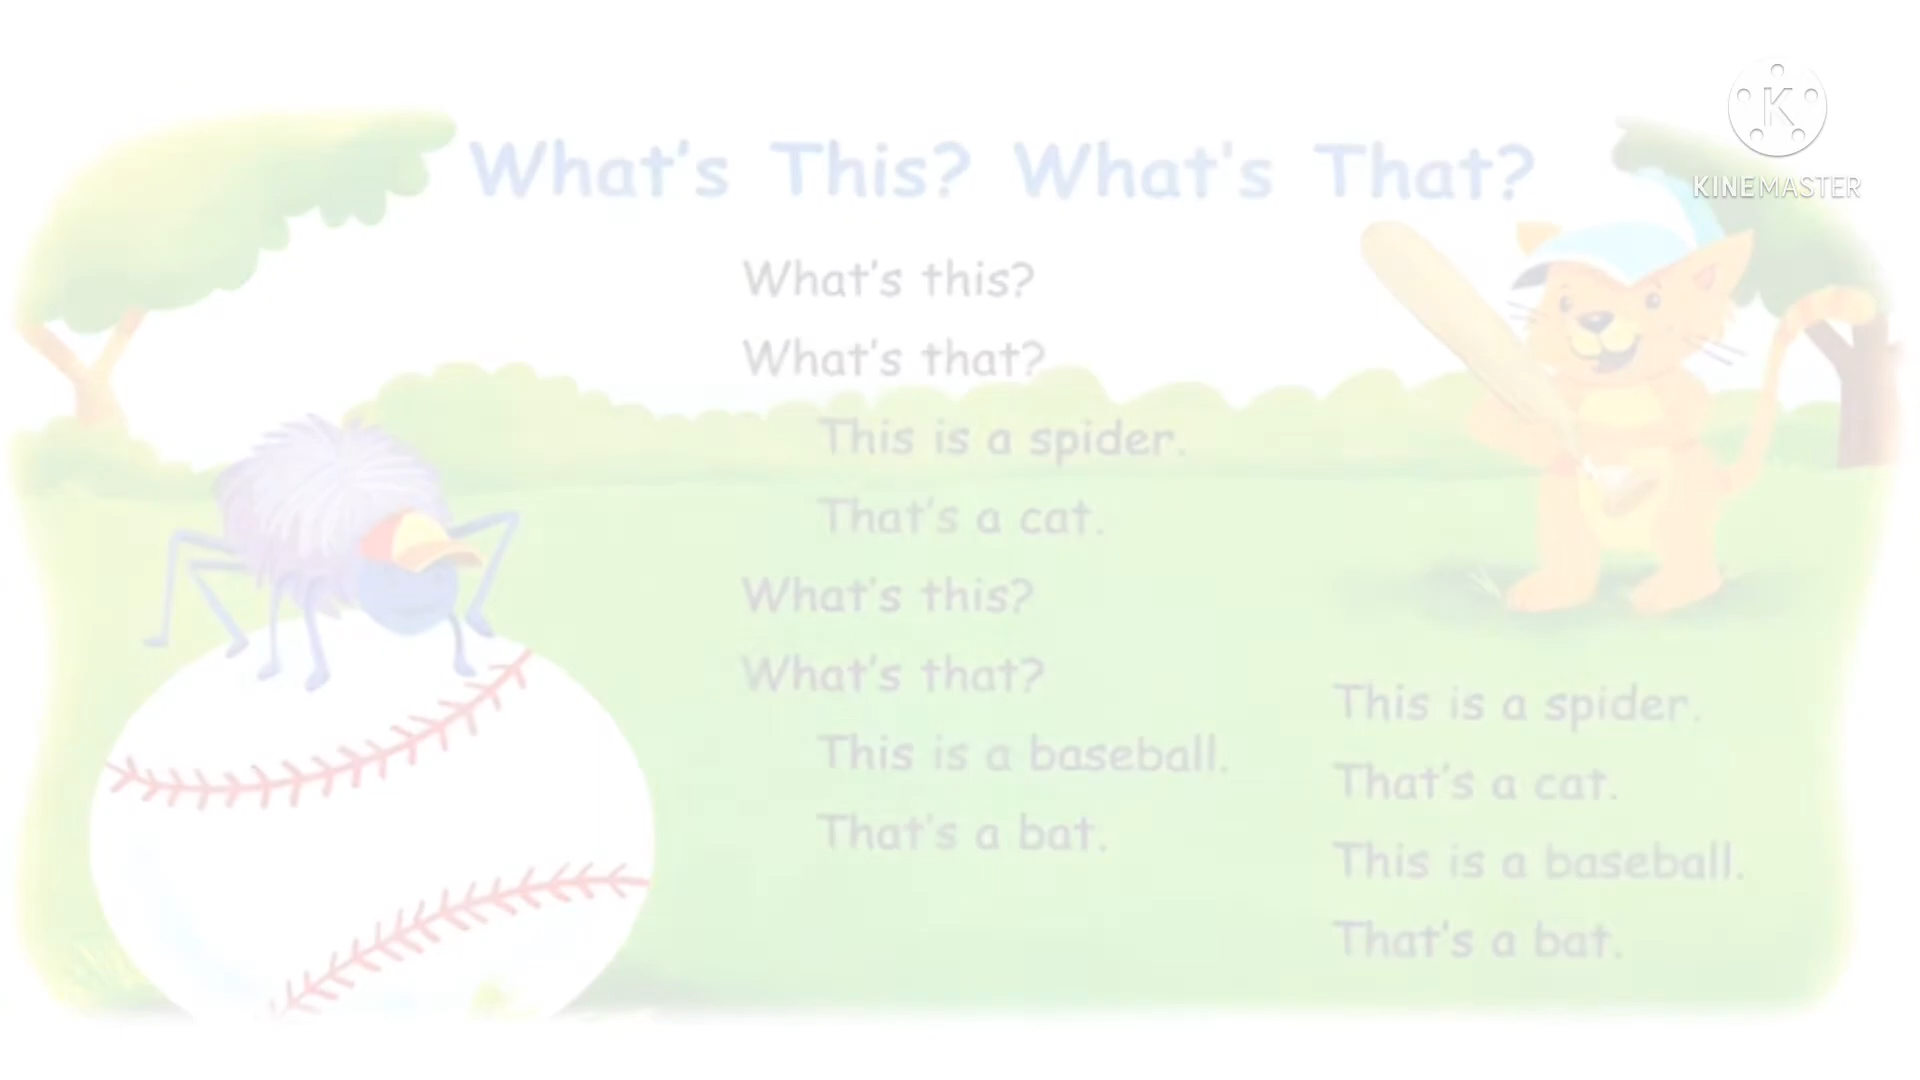 KINEMASTER
What's This? What's That?
What's this?
What's that?
This is a spider.
That's a cat.
What's this?
What's that?
This is a baseball.
That's a bat.
This is a spider.
That's a cat.
This is a baseball.
That's a bat.